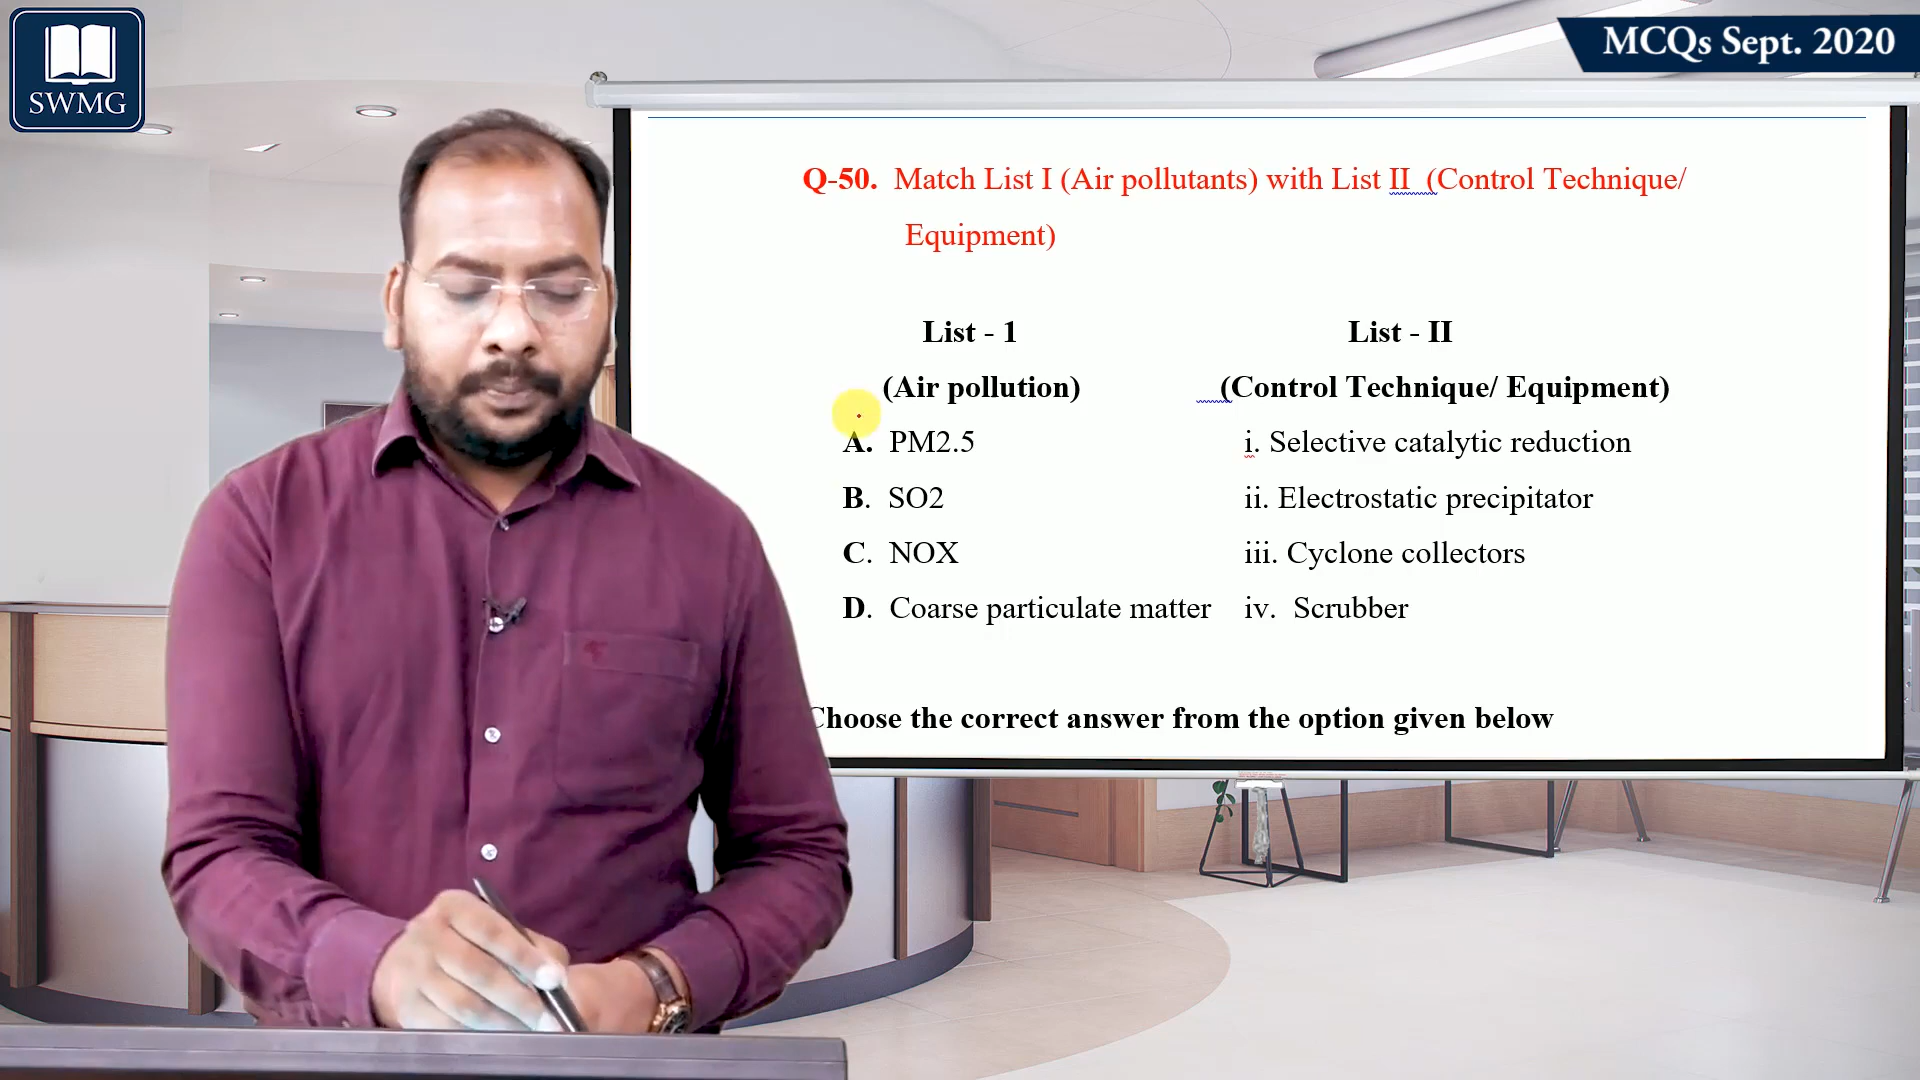 SWMG
MCQs Sept. 2020
Q-50. Match List I (Air pollutants) with List II (Control Technique/
Equipment)
List - 1 List - II
(Air pollution) (Control Technique/ Equipment)
A. PM2.5 i. Selective catalytic reduction
B. SO2 ii. Electrostatic precipitator
C. NOX iii. Cyclone collectors
D. Coarse particulate matter iv. Scrubber
Choose the correct answer from the option given below